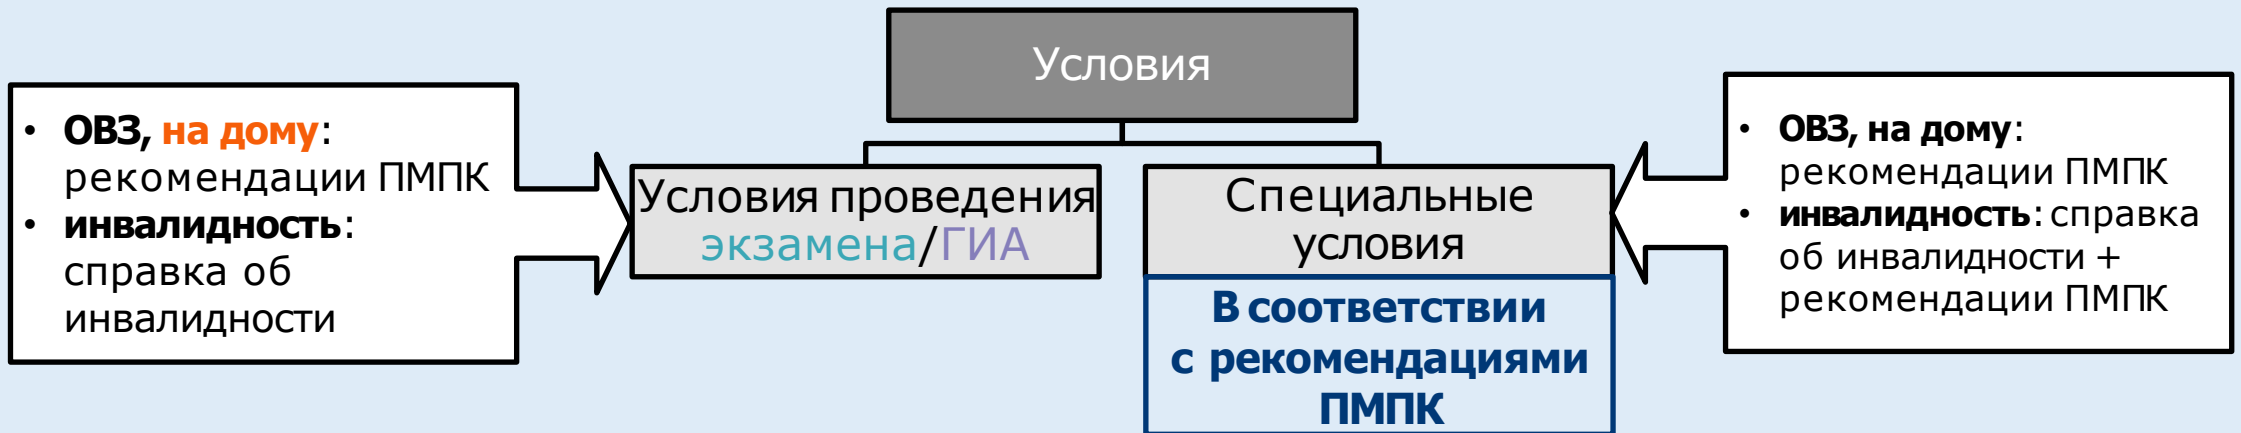 Условия
• ОВЗ, на дому:
рекомендации ПМПК
• инвалидность:
справка об
инвалидности
Условия проведения
экзамена/ГИА
Специальные
условия
В соответствии
с рекомендациями
ПМПК
• ОВЗ, на дому:
рекомендации ПМПК
• инвалидность: справка
об инвалидности +
рекомендации ПМПК